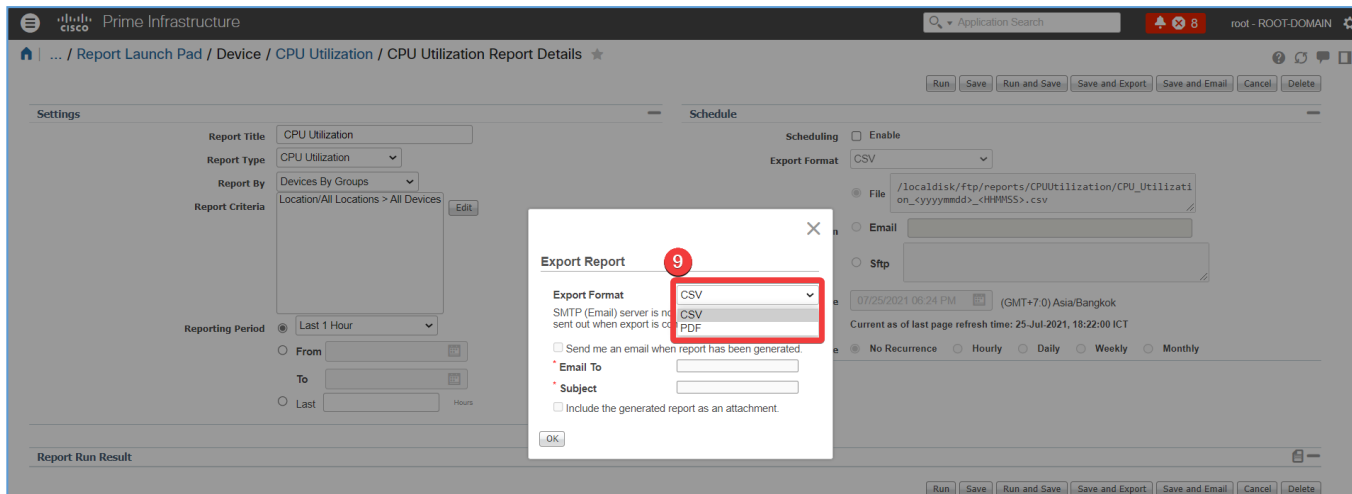 cisco Prime Infrastructure
Application Search
8
root - ROOT-DOMAIN
... / Report Launch Pad / Device / CPU Utilization / CPU Utilization Report Details
Run Save Run and Save Save and Export Save and Email Cancel Delete
Settings
Schedule
Report Title CPU Utilization
Report Type CPU Utilization
Report By Devices By Groups
Report Criteria Location/All Locations > All Devices Edit
Reporting Period Last 1 Hour
From
To
Last Hours
Scheduling Enable
Export Format CSV
File /localdisk/ftp/reports/CPUUtilization/CPU_Utilizati
on_<yyyymmdd>_<HHMMSS>.csv
n Email
Sftp
e 07/25/2021 06:24 PM (GMT+7:0) Asia/Bangkok
Current as of last page refresh time: 25-Jul-2021, 18:22:00 ICT
e No Recurrence Hourly Daily Weekly Monthly
Export Report
9
Export Format CSV
SMTP (Email) server is no
CSV
sent out when export is con
PDF
Send me an email when report has been generated.
* Email To
* Subject
Include the generated report as an attachment.
OK
Report Run Result
Run Save Run and Save Save and Export Save and Email Cancel Delete